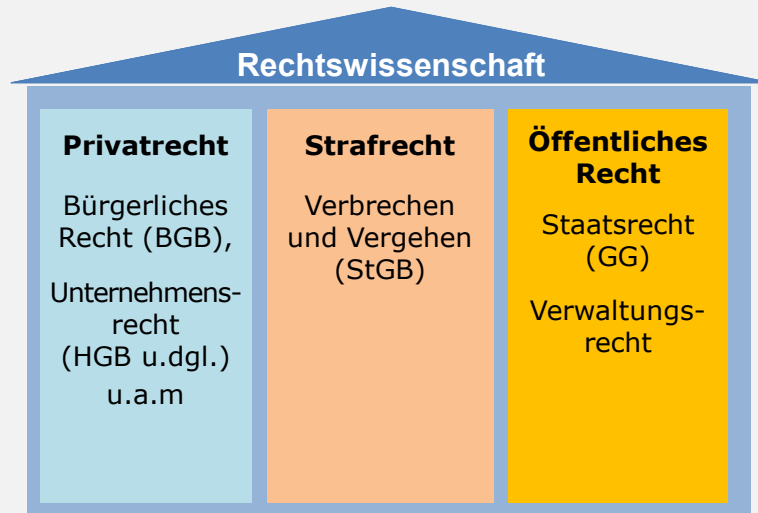 Rechtswissenschaft
Privatrecht
Bürgerliches
Recht (BGB),
Unternehmens-
recht
(HGB u.dgl.)
u.a.m
Strafrecht
Verbrechen
und Vergehen
(StGB)
Öffentliches
Recht
Staatsrecht
(GG)
Verwaltungs-
recht